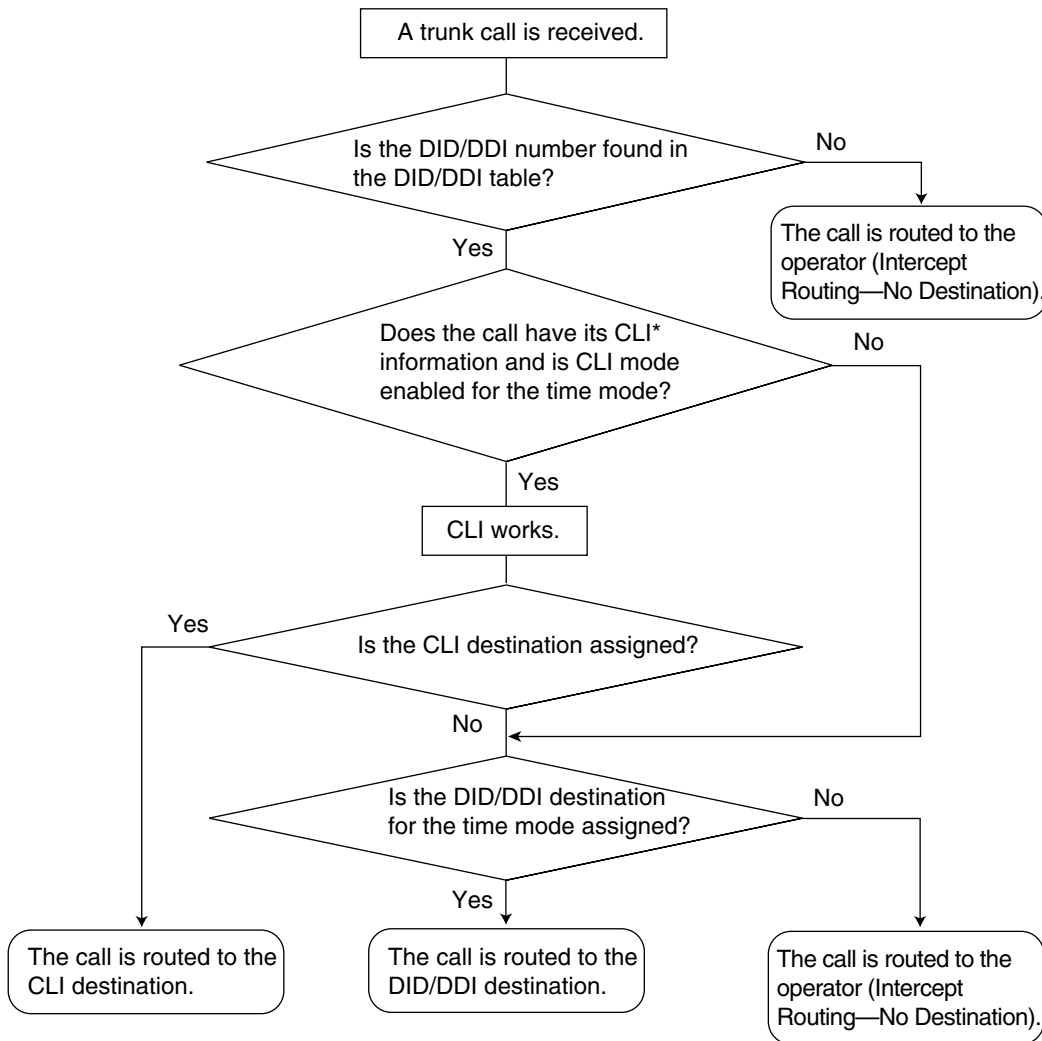 A trunk call is received.
Is the DID/DDI number found in
the DID/DDI table?
No
Yes
The call is routed to the
operator (Intercept
Routing—No Destination).
Does the call have its CLI*
information and is CLI mode
enabled for the time mode?
No
Yes
CLI works.
Yes
Is the CLI destination assigned?
No
Is the DID/DDI destination
for the time mode assigned?
No
Yes
The call is routed to the
CLI destination.
The call is routed to the
DID/DDI destination.
The call is routed to the
operator (Intercept
Routing—No Destination).